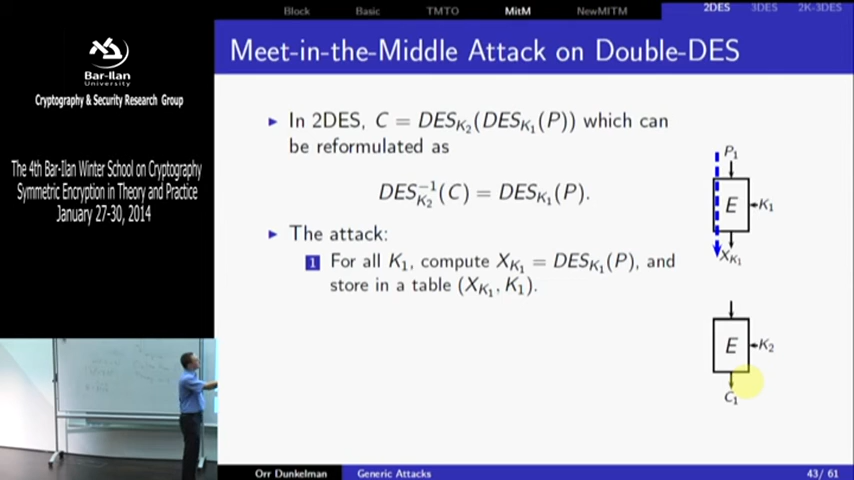 Block Basic TMTO MitM NewMITM 2DES 3DES 2K-3DES
Meet-in-the-Middle Attack on Double-DES
Bar-Ilan
University
Cryptography & Security Research Group
The 4th Bar-Ilan Winter School on Cryptography
Symmetric Encryption in Theory and Practice
January 27-30, 2014
► In 2DES, C = DES_{K_2}(DES_{K_1}(P)) which can
be reformulated as
DES^{-1}_{K_2}(C) = DES_{K_1}(P).
► The attack:
1 For all K_1, compute X_{K_1} = DES_{K_1}(P), and
store in a table (X_{K_1}, K_1).
P_1
E K_1
X_{K_1}
E K_2
C_1
Orr Dunkelman Generic Attacks 43/ 61